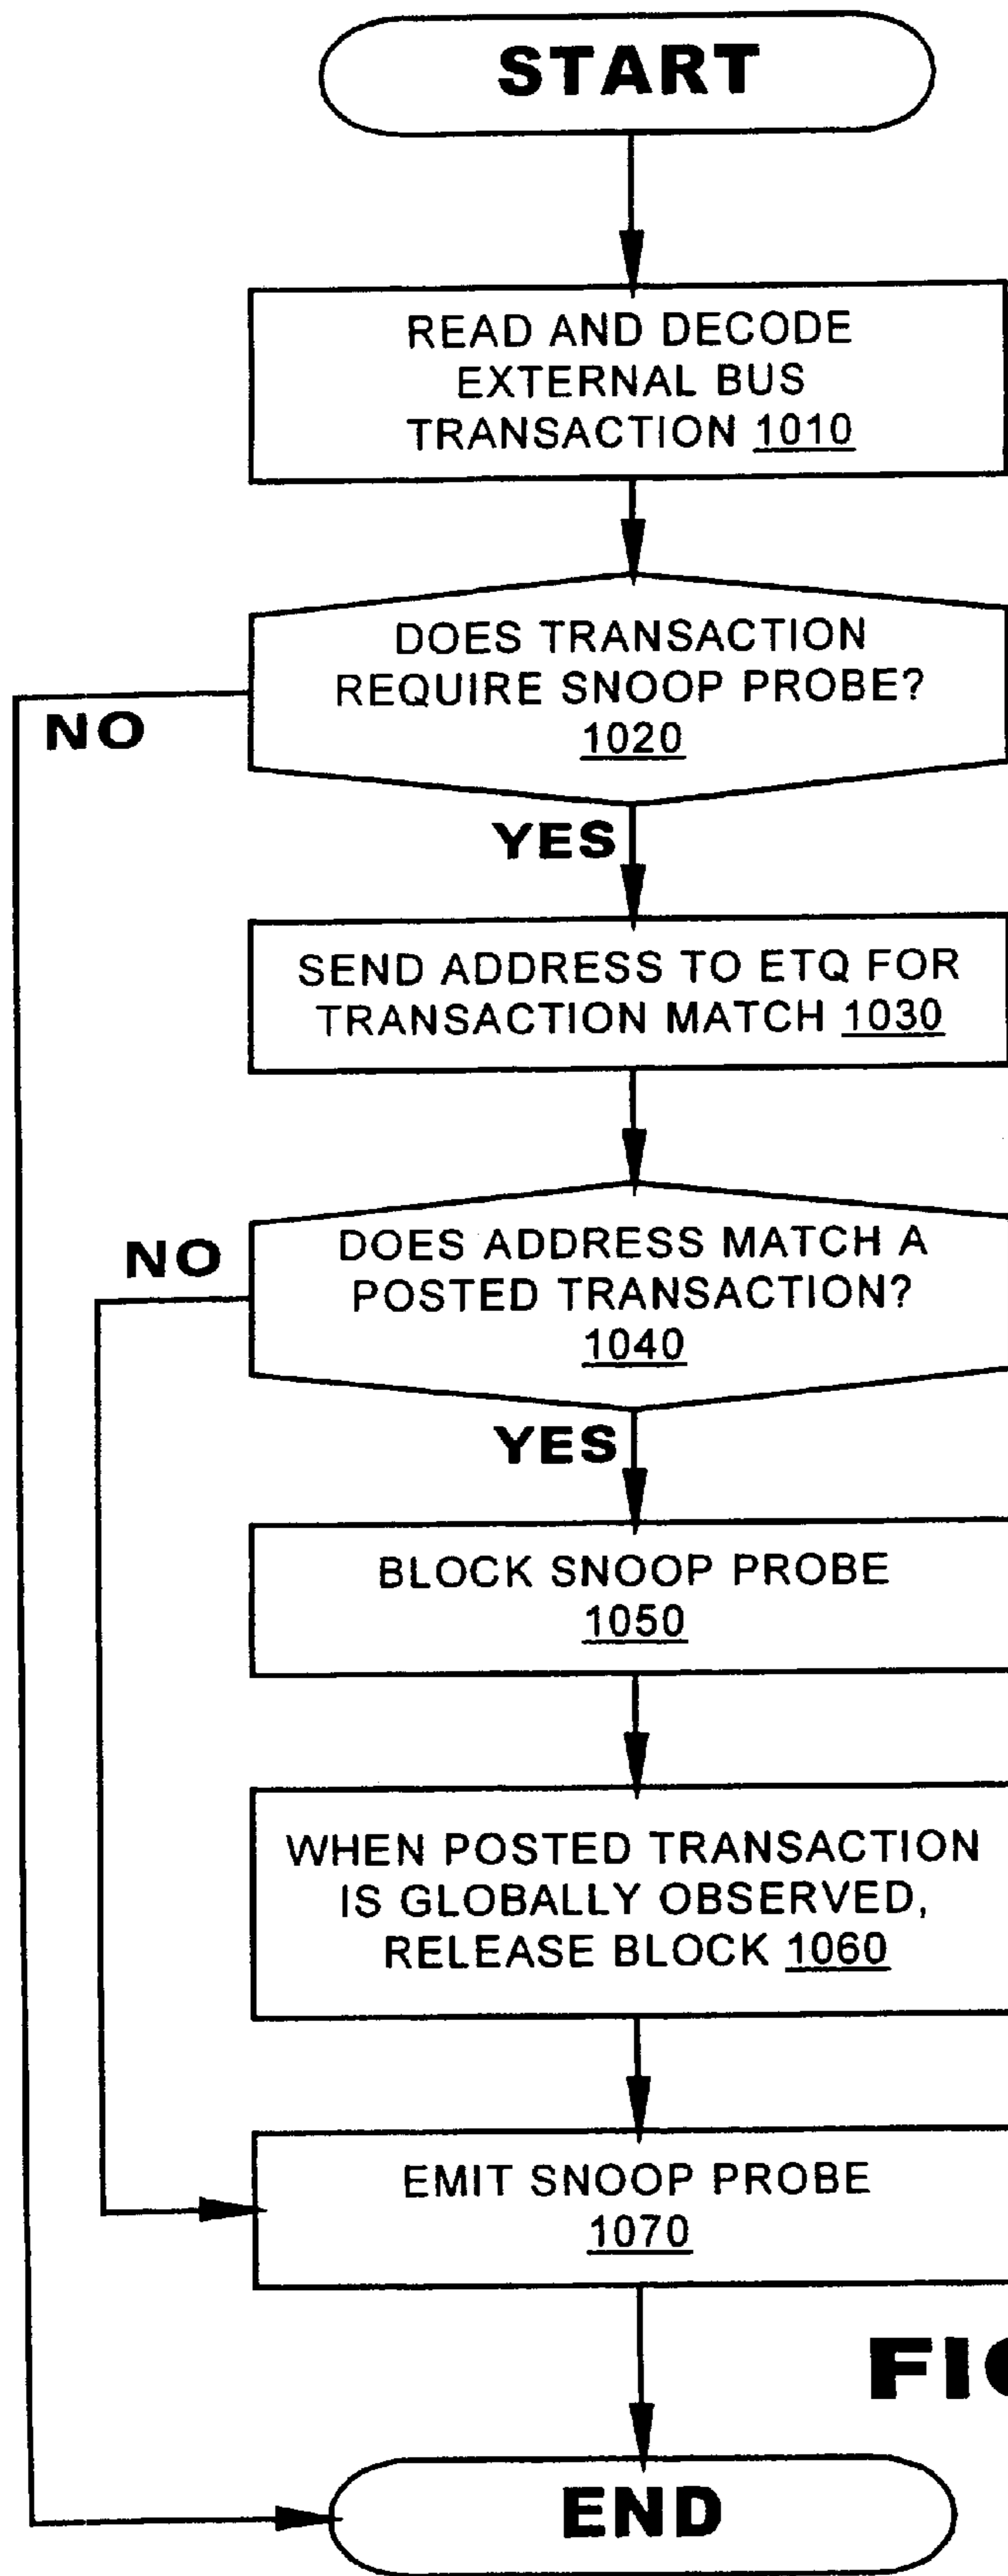 START
READ AND DECODE
EXTERNAL BUS
TRANSACTION 1010
DOES TRANSACTION
REQUIRE SNOOP PROBE?
1020
NO
YES
SEND ADDRESS TO ETQ FOR
TRANSACTION MATCH 1030
NO
DOES ADDRESS MATCH A
POSTED TRANSACTION?
1040
YES
BLOCK SNOOP PROBE
1050
WHEN POSTED TRANSACTION
IS GLOBALLY OBSERVED,
RELEASE BLOCK 1060
EMIT SNOOP PROBE
1070
END